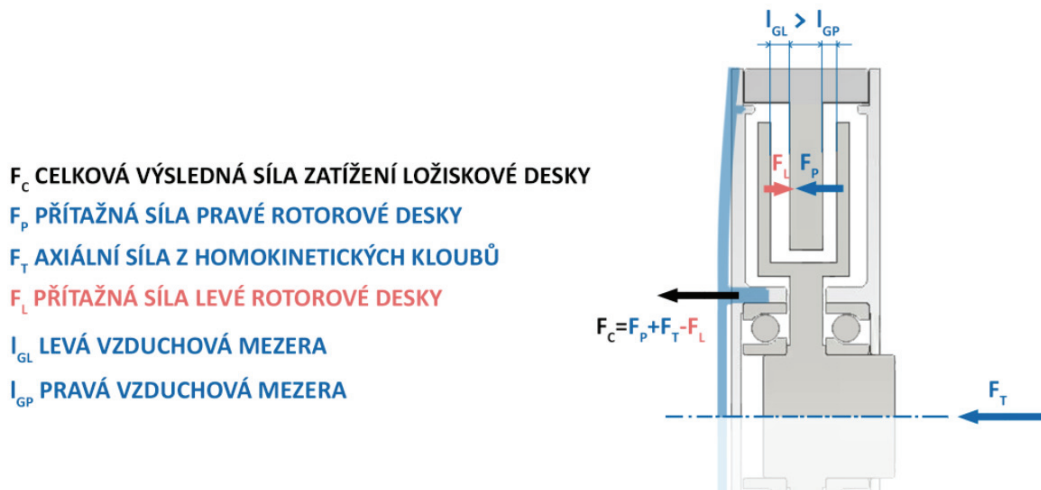 l_GL > l_GP
F_C CELKOVÁ VÝSLEDNÁ SÍLA ZATÍŽENÍ LOŽISKOVÉ DESKY
F_P PŘÍTAŽNÁ SÍLA PRAVÉ ROTOROVÉ DESKY
F_T AXIÁLNÍ SÍLA Z HOMOKINETICKÝCH KLOUBŮ
F_L PŘÍTAŽNÁ SÍLA LEVÉ ROTOROVÉ DESKY
l_GL LEVÁ VZDUCHOVÁ MEZERA
l_GP PRAVÁ VZDUCHOVÁ MEZERA
F_L F_P
F_C=F_P+F_T-F_L
F_T